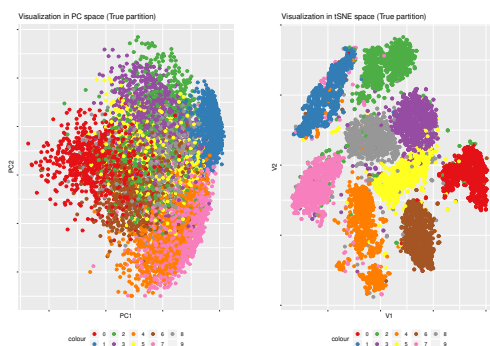 Visualization in PC space (True partition)
PC2
PC1
colour
0 2 4 6 8
1 3 5 7 9
Visualization in tSNE space (True partition)
V2
V1
colour
0 2 4 6 8
1 3 5 7 9